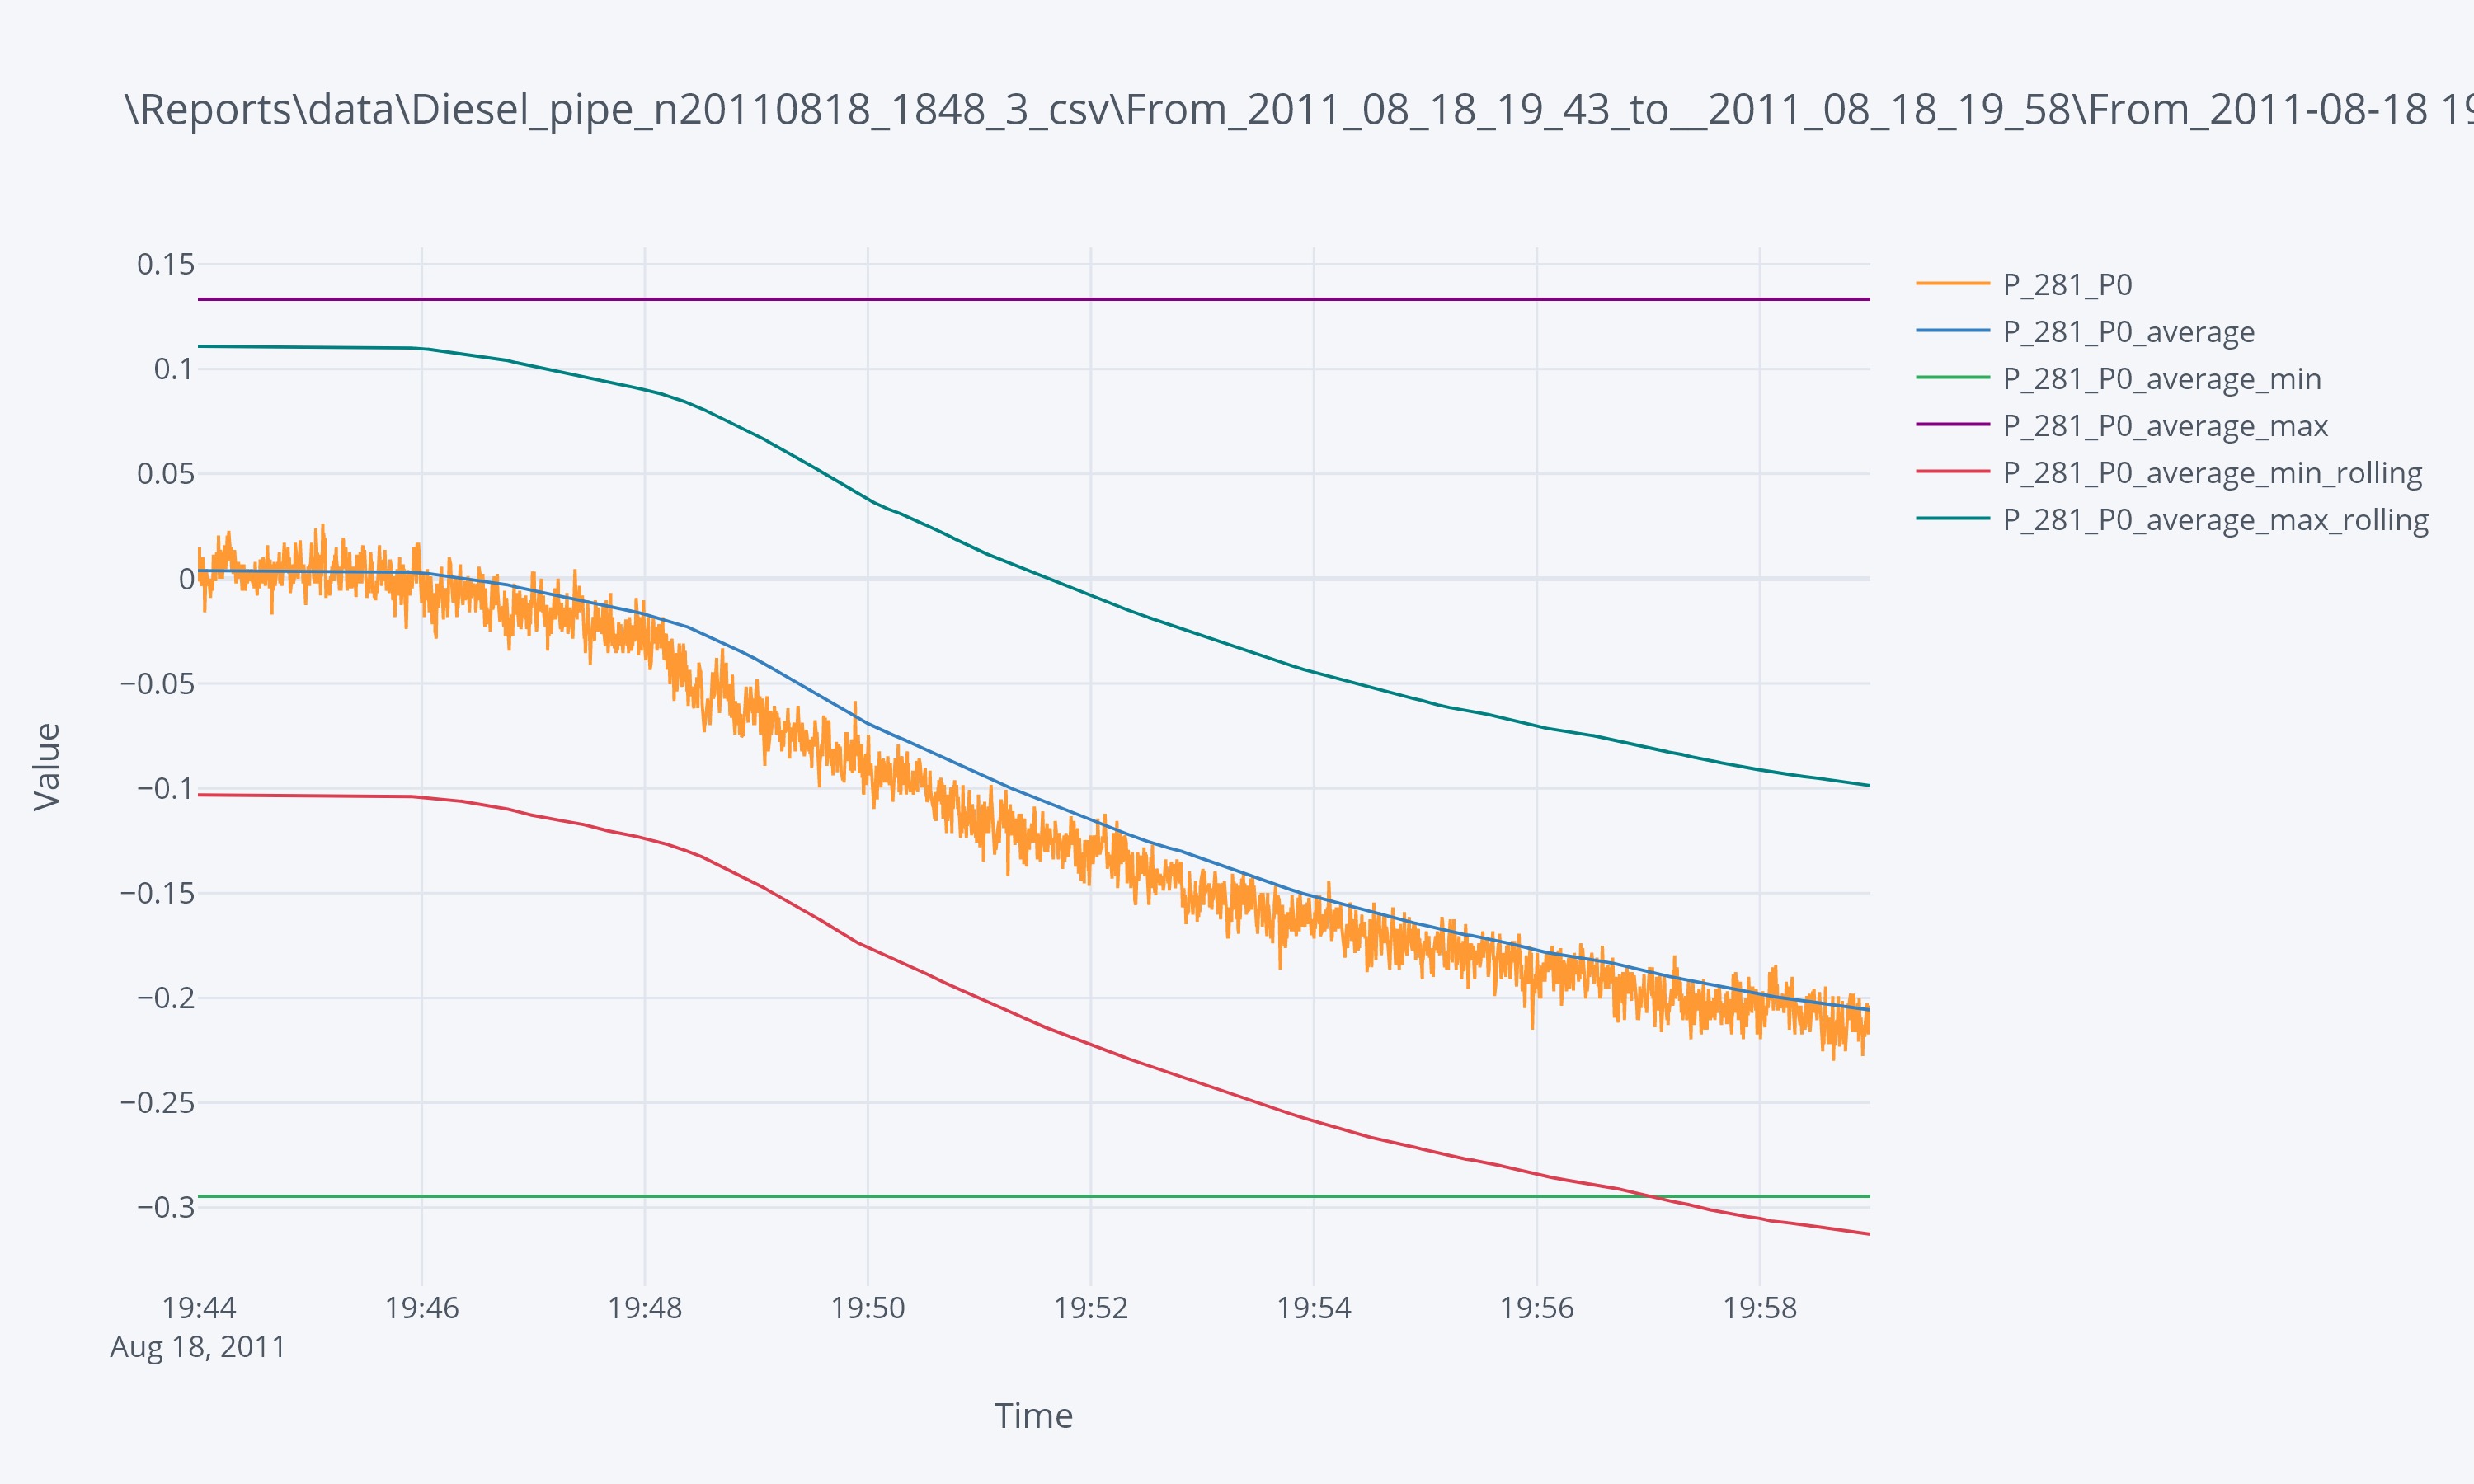 \Reports\data\Diesel_pipe_n20110818_1848_3_csv\From_2011_08_18_19_43_to__2011_08_18_19_58\From_2011-08-18 19
0.15
0.1
0.05
0
−0.05
−0.1
−0.15
−0.2
−0.25
−0.3
Value
P_281_P0
P_281_P0_average
P_281_P0_average_min
P_281_P0_average_max
P_281_P0_average_min_rolling
P_281_P0_average_max_rolling
19:44 19:46 19:48 19:50 19:52 19:54 19:56 19:58
Aug 18, 2011
Time